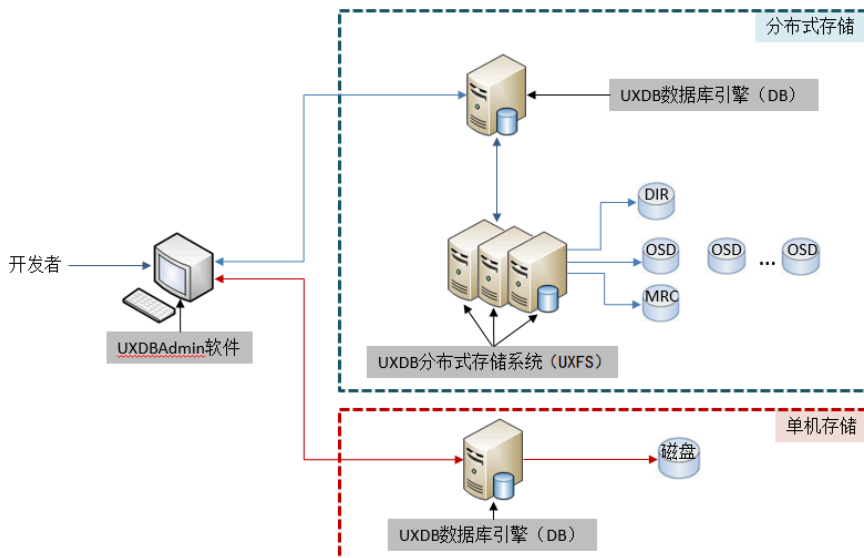 分布式存储
UXDB数据库引擎（DB）
DIR
开发者
OSD
OSD
...
OSD
MRC
UXDBAdmin软件
UXDB分布式存储系统（UXFS）
单机存储
磁盘
UXDB数据库引擎（DB）